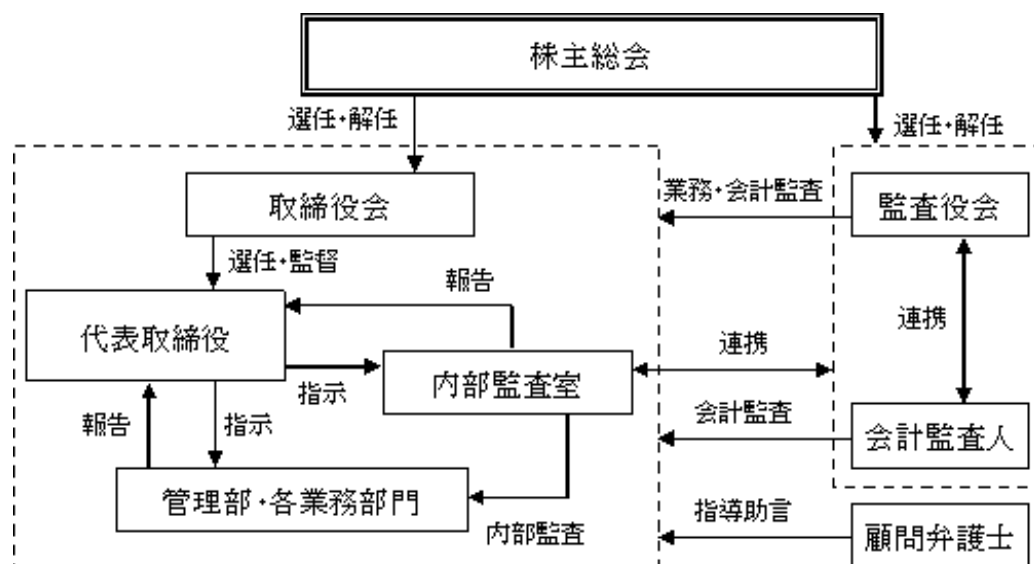 株主総会
選任・解任
選任・解任
取締役会
業務・会計監査
監査役会
選任・監督
報告
代表取締役
連携
連携
指示
内部監査室
報告
指示
会計監査
会計監査人
管理部・各業務部門
内部監査
指導助言
顧問弁護士